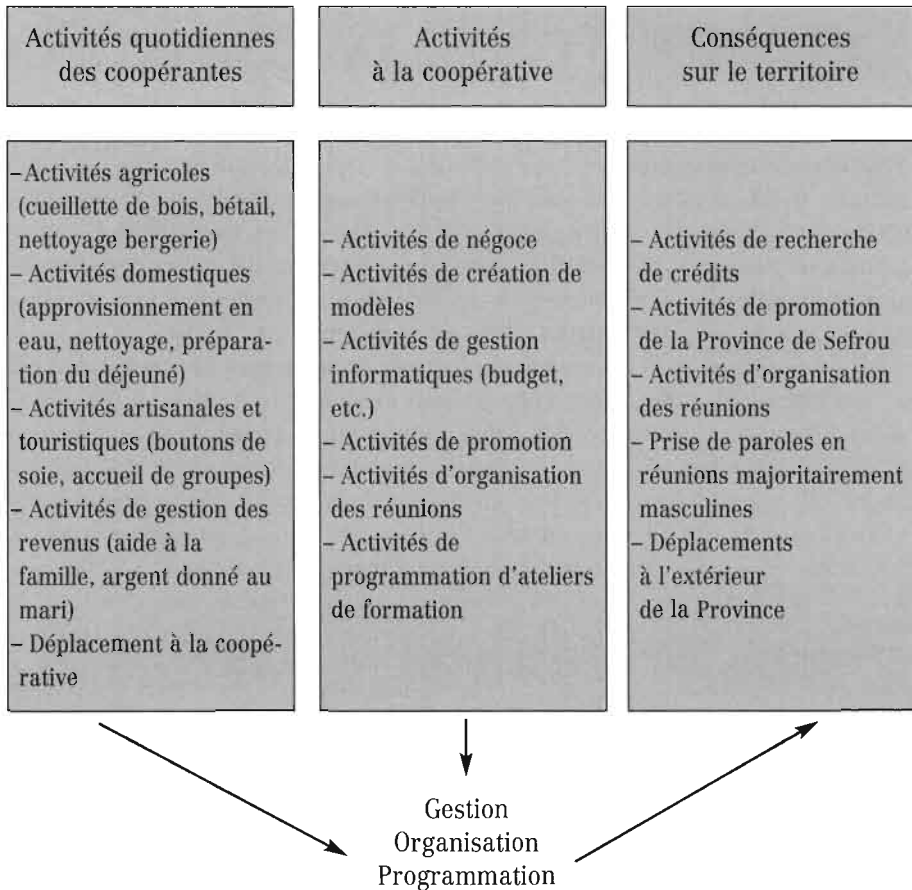 Activités quotidiennes
des coopérantes
Activités
à la coopérative
Conséquences
sur le territoire
– Activités agricoles
(cueillette de bois, bétail,
nettoyage bergerie)
– Activités domestiques
(approvisionnement en
eau, nettoyage, prépara-
tion du déjeuné)
– Activités artisanales et
touristiques (boutons de
soie, accueil de groupes)
– Activités de gestion des
revenus (aide à la
famille, argent donné au
mari)
– Déplacement à la coopé-
rative
– Activités de négoce
– Activités de création de
modèles
– Activités de gestion
informatiques (budget,
etc.)
– Activités de promotion
– Activités d'organisation
des réunions
– Activités de
programmation d'ateliers
de formation
– Activités de recherche
de crédits
– Activités de promotion
de la Province de Sefrou
– Activités d'organisation
des réunions
– Prise de paroles en
réunions majoritairement
masculines
– Déplacements
à l'extérieur
de la Province
Gestion
Organisation
Programmation